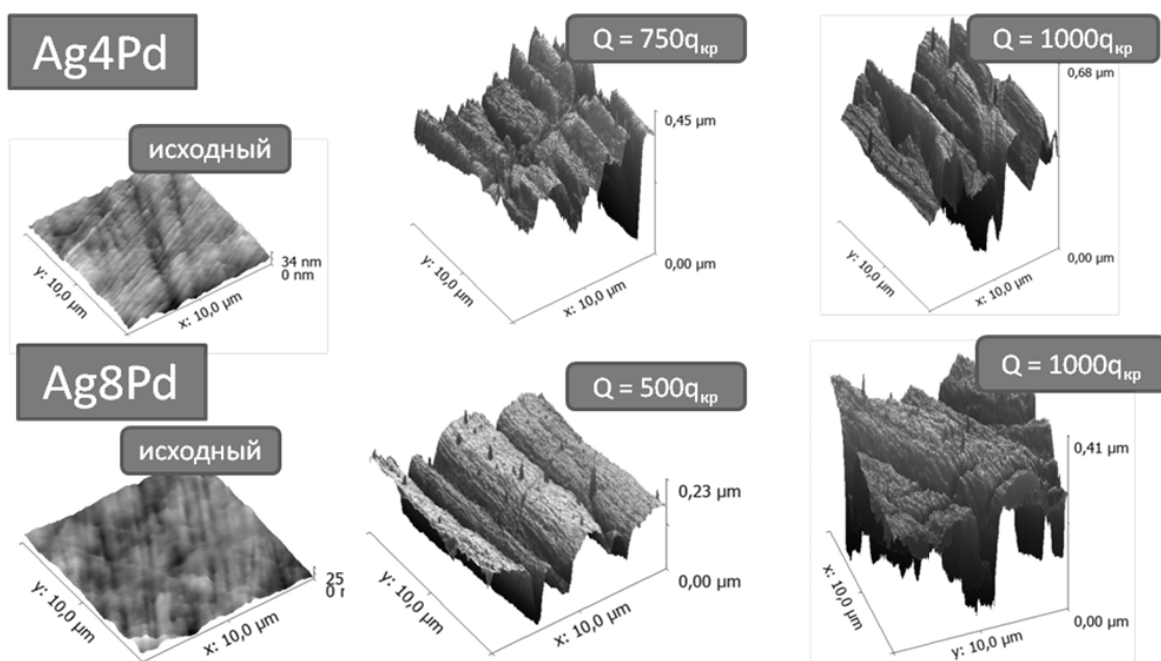 Ag4Pd
исходный
34 nm
0 nm
y: 10,0 µm
x: 10,0 µm
Q = 750qкр
0,45 µm
0,00 µm
y: 10,0 µm
x: 10,0 µm
Q = 1000qкр
0,68 µm
0,00 µm
y: 10,0 µm
x: 10,0 µm
Ag8Pd
исходный
25
0
y: 10,0 µm
x: 10,0 µm
Q = 500qкр
0,23 µm
0,00 µm
y: 10,0 µm
x: 10,0 µm
Q = 1000qкр
0,41 µm
0,00 µm
x: 10,0 µm
y: 10,0 µm